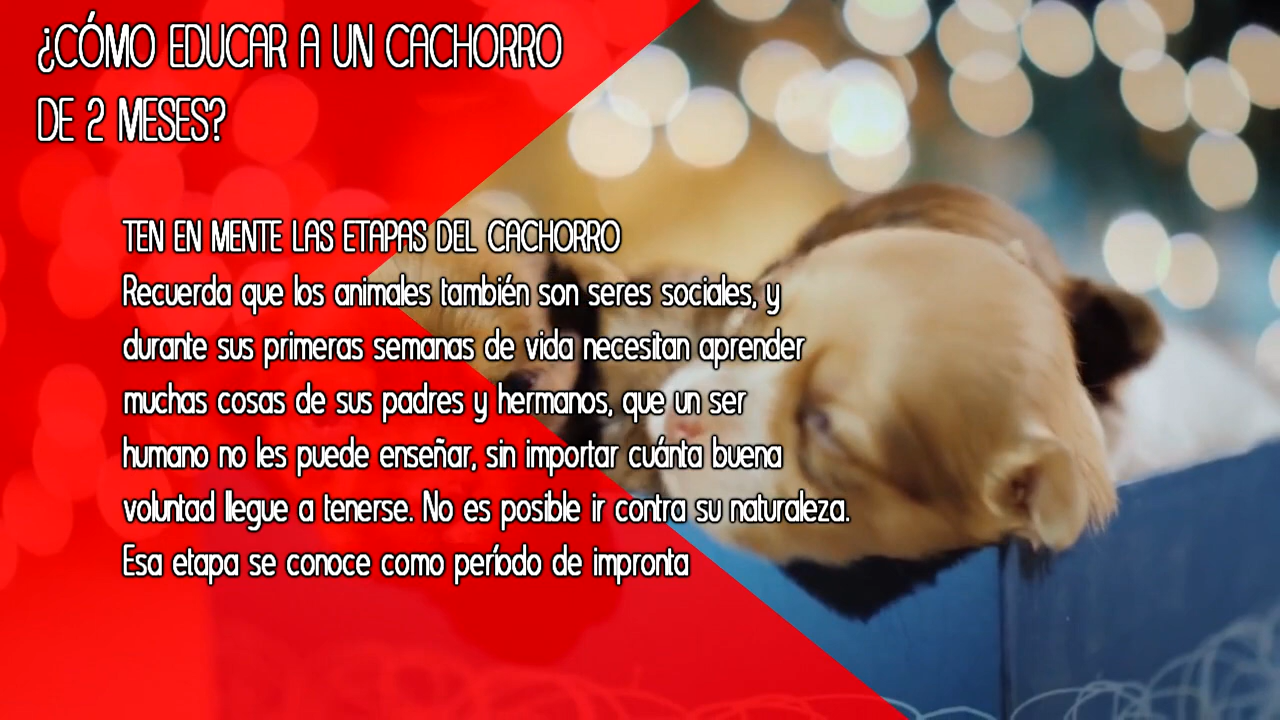 ¿CÓMO EDUCAR A UN CACHORRO
DE 2 MESES?
TEN EN MENTE LAS ETAPAS DEL CACHORRO
Recuerda que los animales también son seres sociales, y
durante sus primeras semanas de vida necesitan aprender
muchas cosas de sus padres y hermanos, que un ser
humano no les puede enseñar, sin importar cuánta buena
voluntad llegue a tenerse. No es posible ir contra su naturaleza.
Esa etapa se conoce como período de impronta